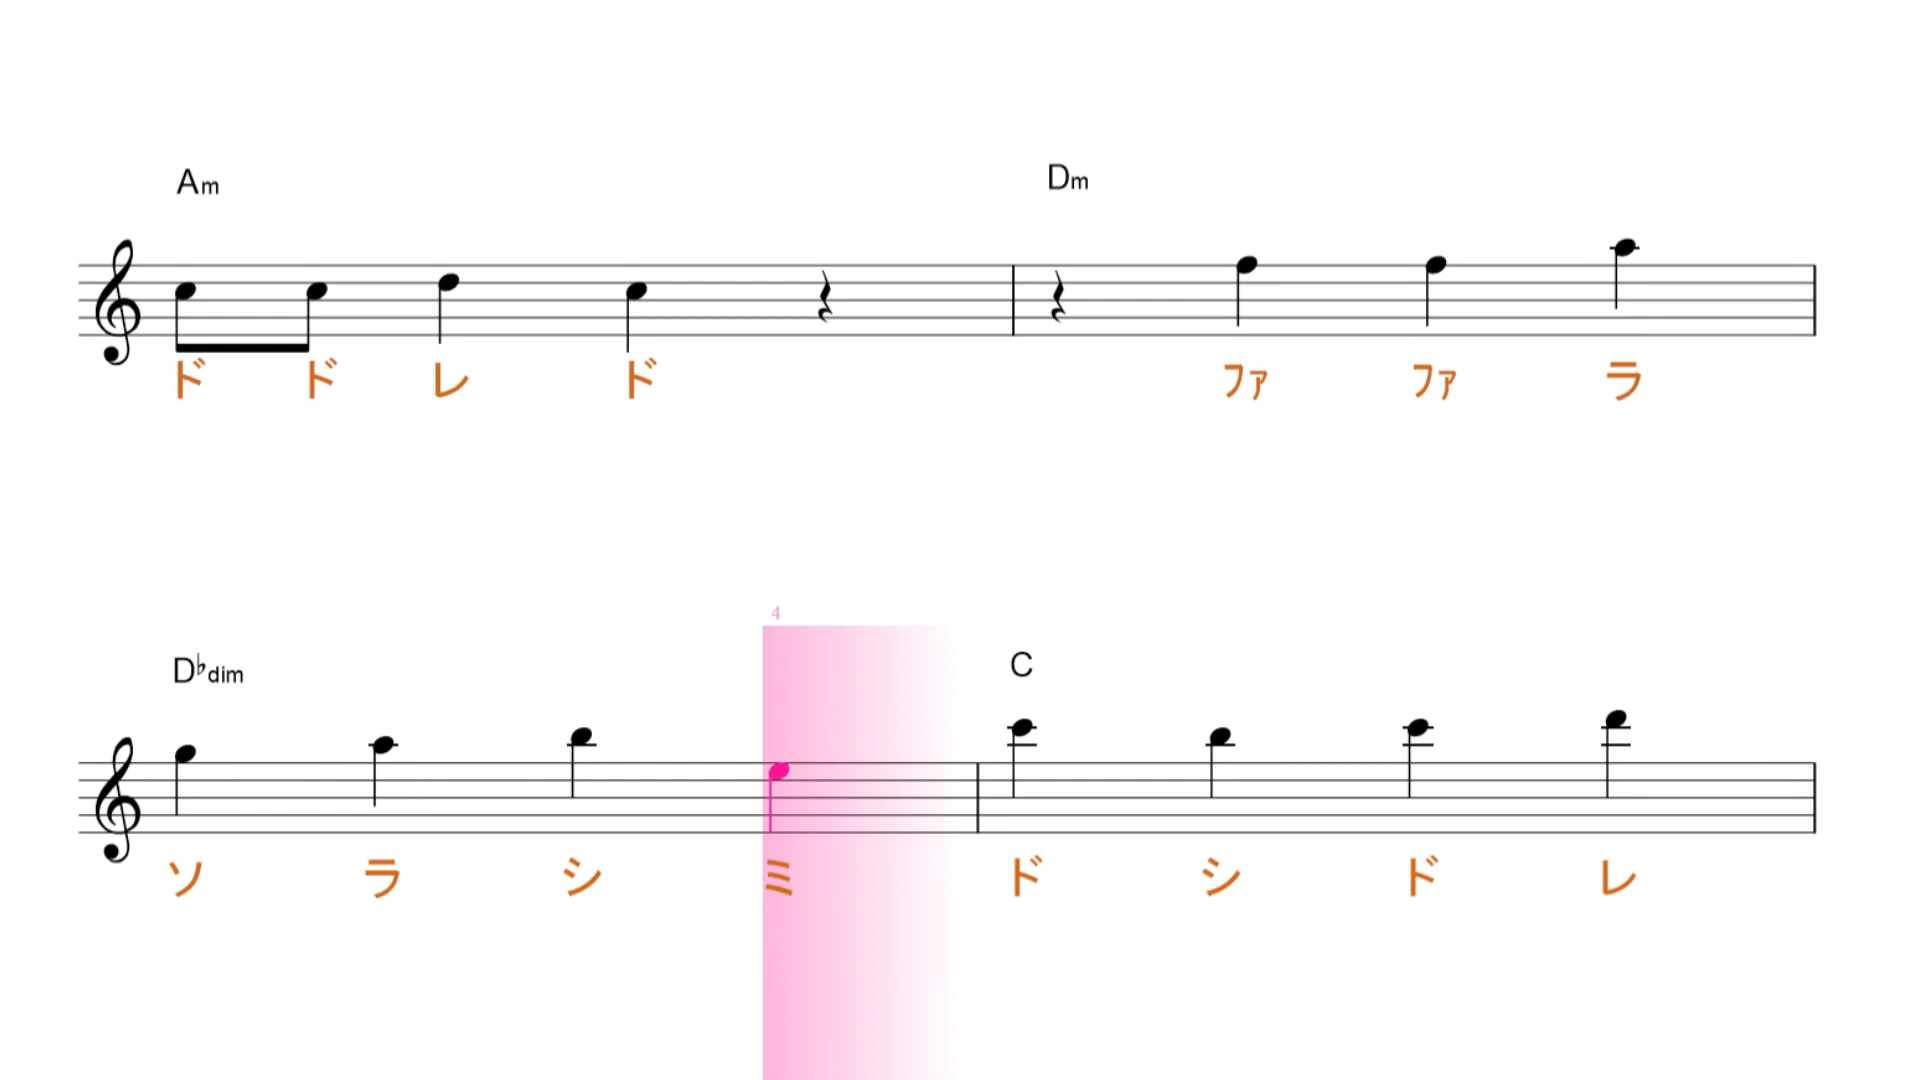 Am Dm
ド ド レ ド ファ ファ ラ
4
D♭dim C
ソ ラ シ ミ ド シ ド レ